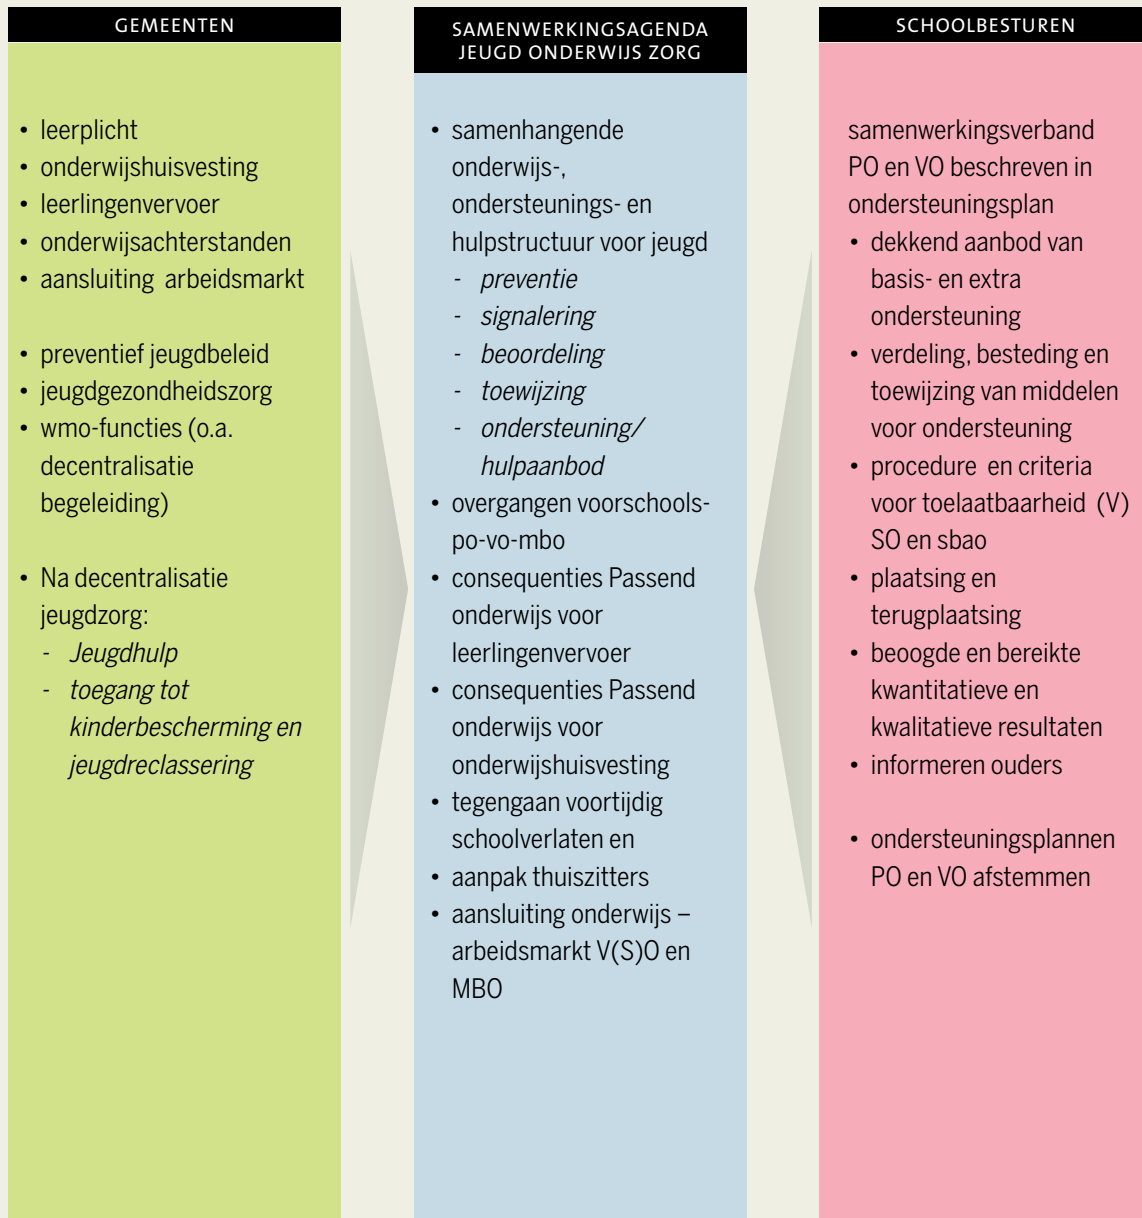 GEMEENTEN
• leerplicht
• onderwijshuisvesting
• leerlingenvervoer
• onderwijsachterstanden
• aansluiting arbeidsmarkt
• preventief jeugdbeleid
• jeugdgezondheidszorg
• wmo-functies (o.a.
decentralisatie
begeleiding)
• Na decentralisatie
jeugdzorg:
- Jeugdhulp
- toegang tot
kinderbescherming en
jeugdreclassering
SAMENWERKINGSAGENDA
JEUGD ONDERWIJS ZORG
• samenhangende
onderwijs-,
ondersteunings- en
hulpstructuur voor jeugd
- preventie
- signalering
- beoordeling
- toewijzing
- ondersteuning/
hulpaanbod
• overgangen voorschools-
po-vo-mbo
• consequenties Passend
onderwijs voor
leerlingenvervoer
• consequenties Passend
onderwijs voor
onderwijshuisvesting
• tegengaan voortijdig
schoolverlaten en
• aanpak thuiszitters
• aansluiting onderwijs –
arbeidsmarkt V(S)O en
MBO
SCHOOLBESTUREN
samenwerkingsverband
PO en VO beschreven in
ondersteuningsplan
• dekkend aanbod van
basis- en extra
ondersteuning
• verdeling, besteding en
toewijzing van middelen
voor ondersteuning
• procedure en criteria
voor toelaatbaarheid (V)
SO en sbao
• plaatsing en
terugplaatsing
• beoogde en bereikte
kwantitatieve en
kwalitatieve resultaten
• informeren ouders
• ondersteuningsplannen
PO en VO afstemmen